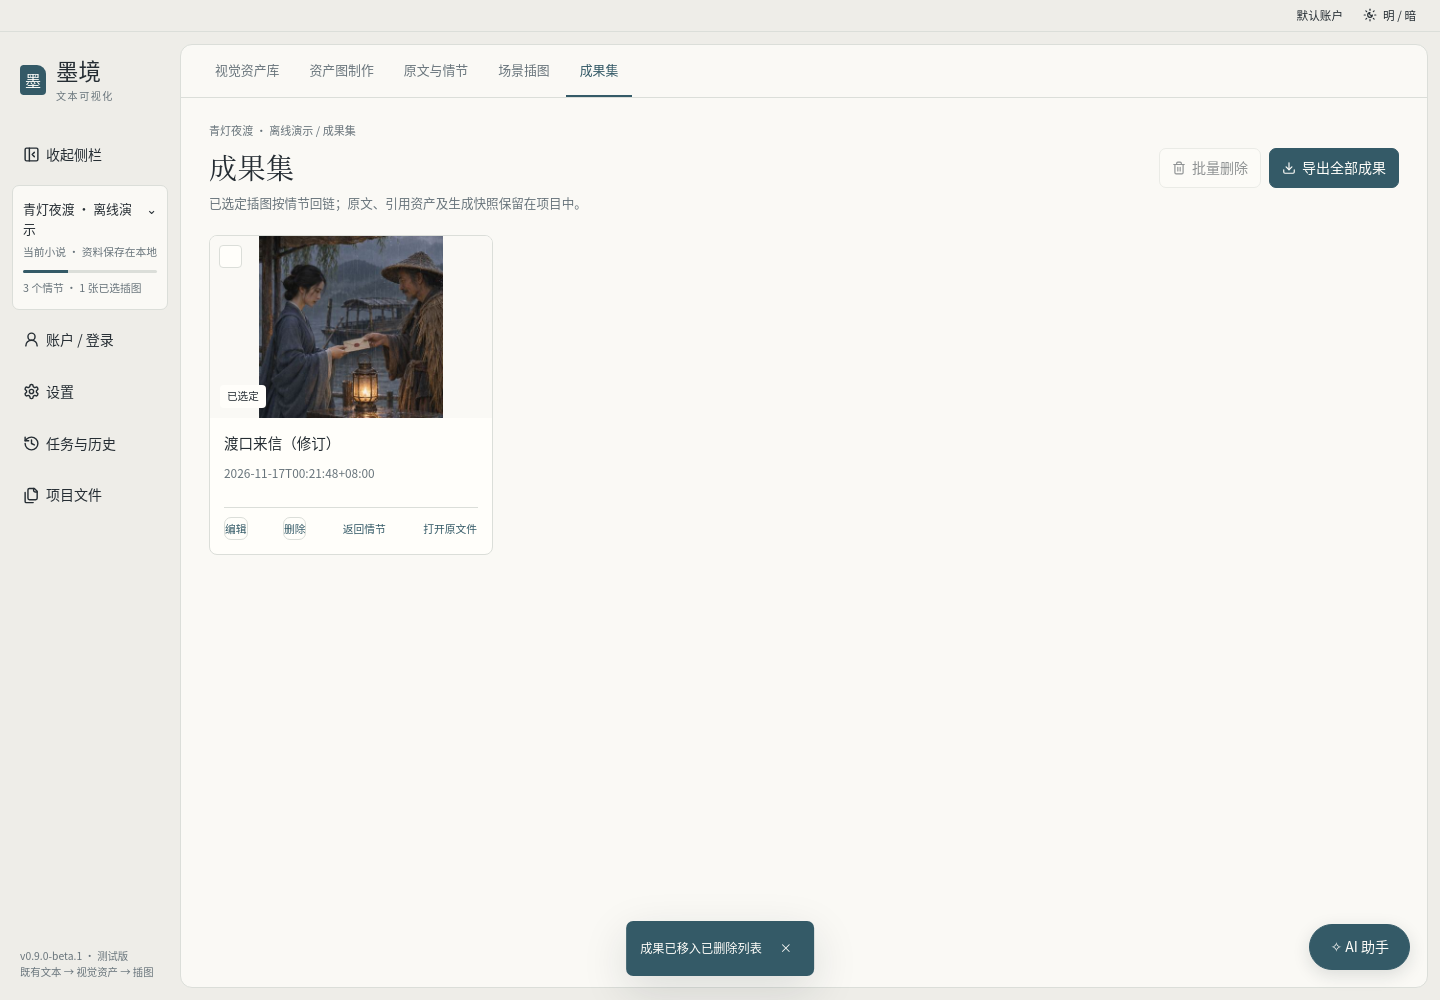 默认账户
明 / 暗
墨
墨境
文本可视化
收起侧栏
青灯夜渡 · 离线演
示
当前小说 · 资料保存在本地
3 个情节 · 1 张已选插图
账户 / 登录
设置
任务与历史
项目文件
v0.9.0-beta.1 · 测试版
既有文本 → 视觉资产 → 插图
视觉资产库
资产图制作
原文与情节
场景插图
成果集
青灯夜渡 · 离线演示 / 成果集
成果集
批量删除
导出全部成果
已选定插图按情节回链；原文、引用资产及生成快照保留在项目中。
已选定
渡口来信（修订）
2026-11-17T00:21:48+08:00
编辑
删除
返回情节
打开原文件
成果已移入已删除列表
AI 助手